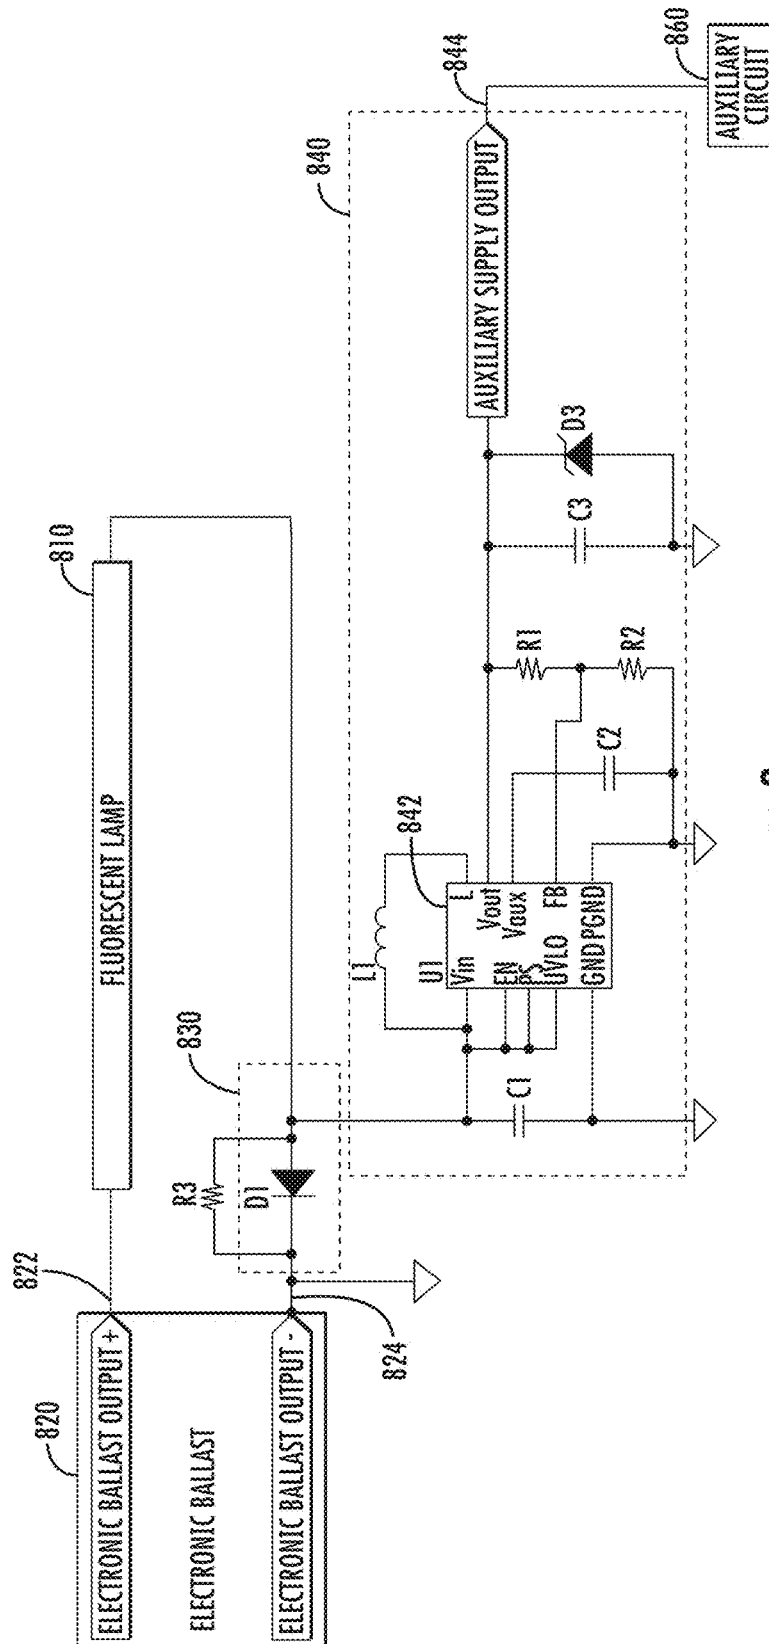 820
ELECTRONIC BALLAST OUTPUT +
ELECTRONIC BALLAST
ELECTRONIC BALLAST OUTPUT -
822
824
FLUORESCENT LAMP
810
830
R3
D1
840
L1
U1
842
Vin
EN
PS
UVLO
GND
L
Vout
Vaux
FB
PGND
C1
C2
R1
R2
C3
D3
AUXILIARY SUPPLY OUTPUT
844
860
AUXILIARY
CIRCUIT